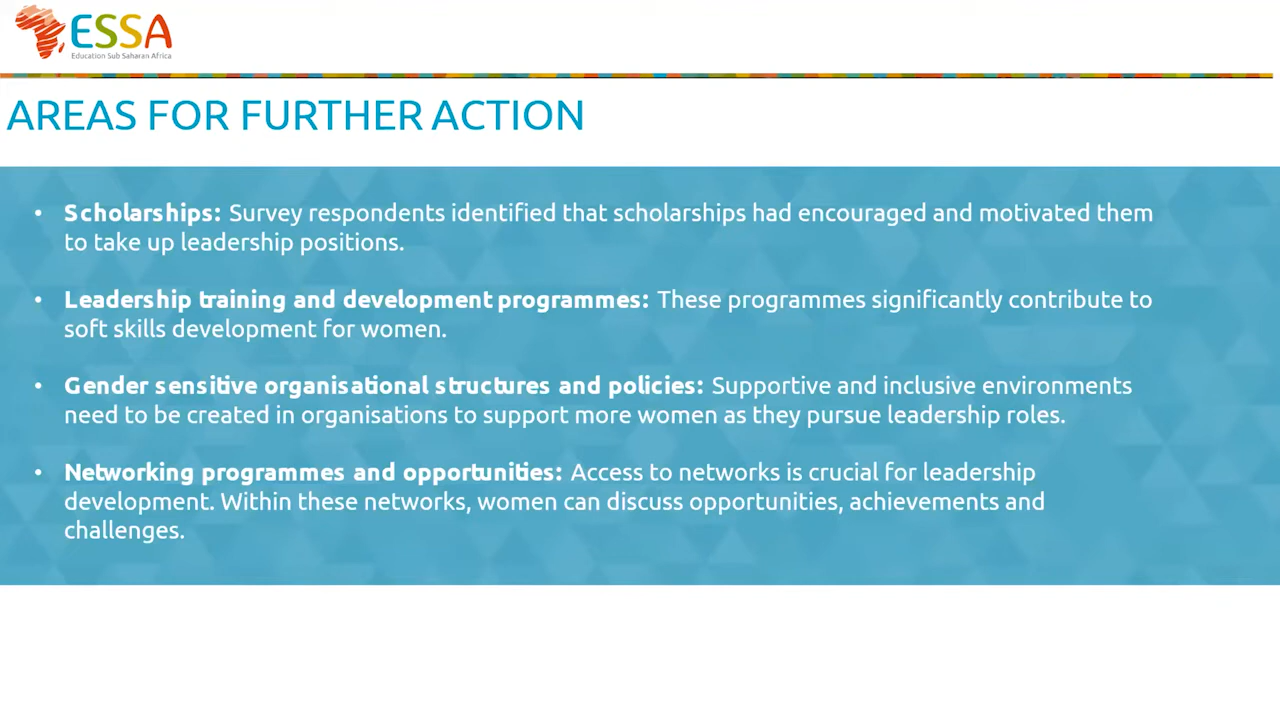 ESSA
Education Sub Saharan Africa
AREAS FOR FURTHER ACTION
• Scholarships: Survey respondents identified that scholarships had encouraged and motivated them
to take up leadership positions.
• Leadership training and development programmes: These programmes significantly contribute to
soft skills development for women.
• Gender sensitive organisational structures and policies: Supportive and inclusive environments
need to be created in organisations to support more women as they pursue leadership roles.
• Networking programmes and opportunities: Access to networks is crucial for leadership
development. Within these networks, women can discuss opportunities, achievements and
challenges.